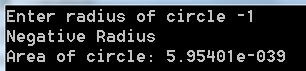 Enter radius of circle -1
Negative Radius
Area of circle: 5.95401e-039